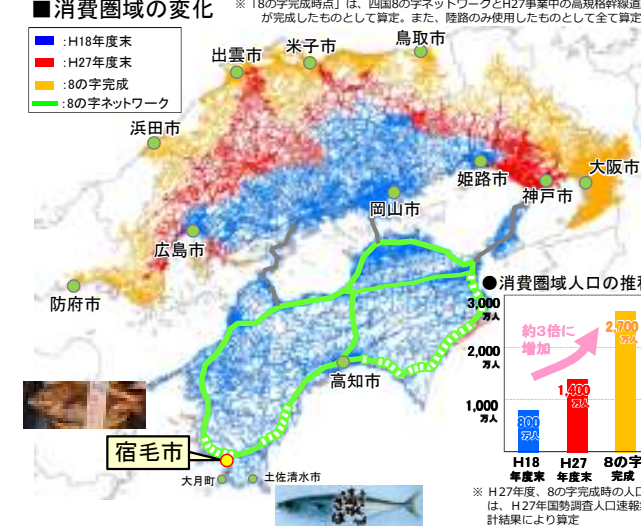 ■消費圏域の変化
※「8の字完成時点」は、四国8の字ネットワークとH27事業中の高規格幹線道
が完成したものとして算定。また、陸路のみ使用したものとして全て算定
:H18年度末
:H27年度末
:8の字完成
:8の字ネットワーク
鳥取市
米子市
出雲市
浜田市
大阪市
姫路市
神戸市
岡山市
広島市
防府市
●消費圏域人口の推移
3,000
万人
約3倍に
増加
2,700
万人
2,000
万人
高知市
1,400
万人
1,000
万人
800
万人
宿毛市
H18
年度末
H27
年度末
8の字
完成
大月町
土佐清水市
※ H27年度、8の字完成時の人口
は、H27年国勢調査人口速報
計結果により算定